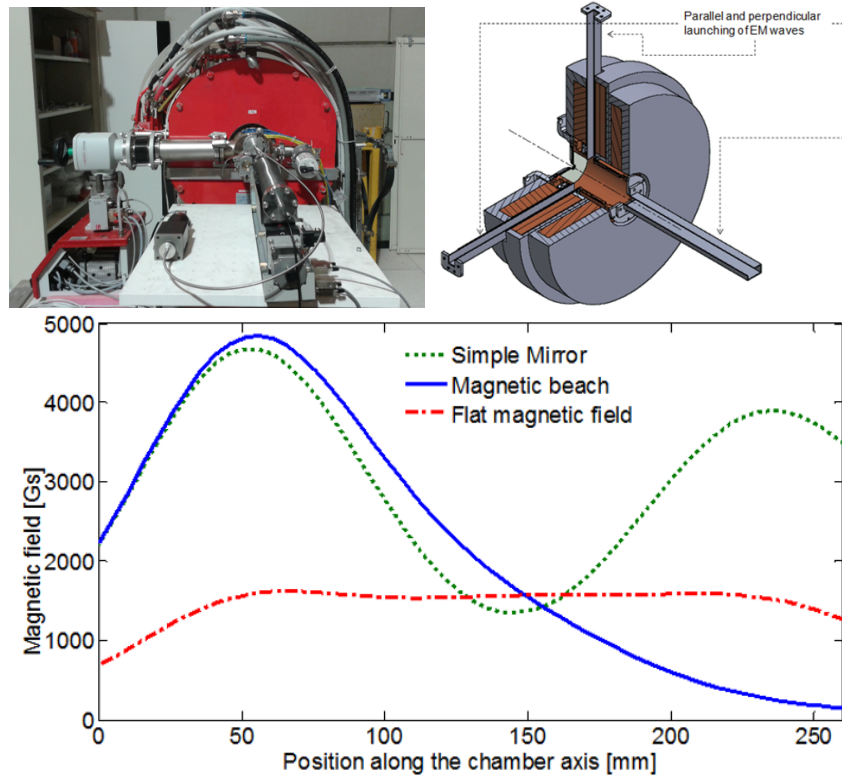 Parallel and perpendicular
launching of EM waves
5000
4000
3000
2000
1000
0
Magnetic field [Gs]
Simple Mirror
Magnetic beach
Flat magnetic field
0 50 100 150 200 250
Position along the chamber axis [mm]